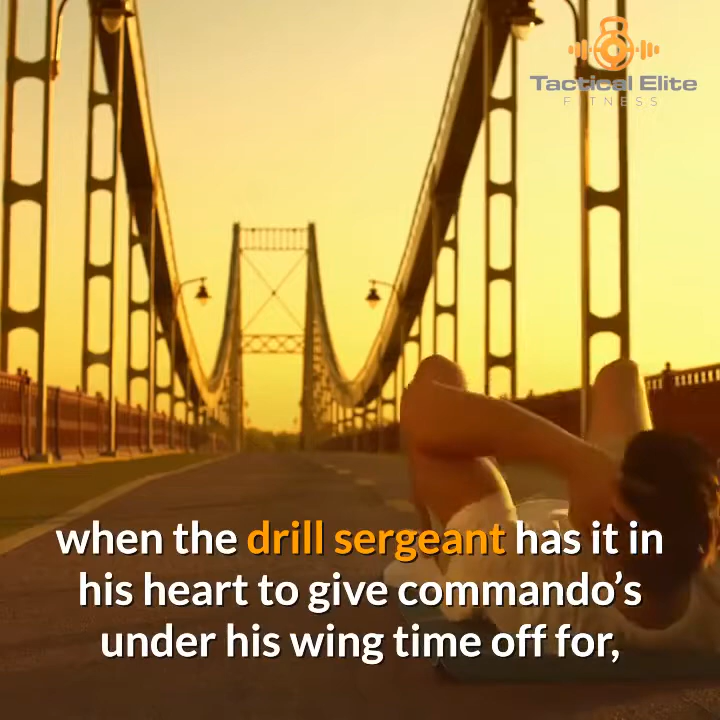 Tactical Elite
FITNESS
when the drill sergeant has it in
his heart to give commando’s
under his wing time off for,